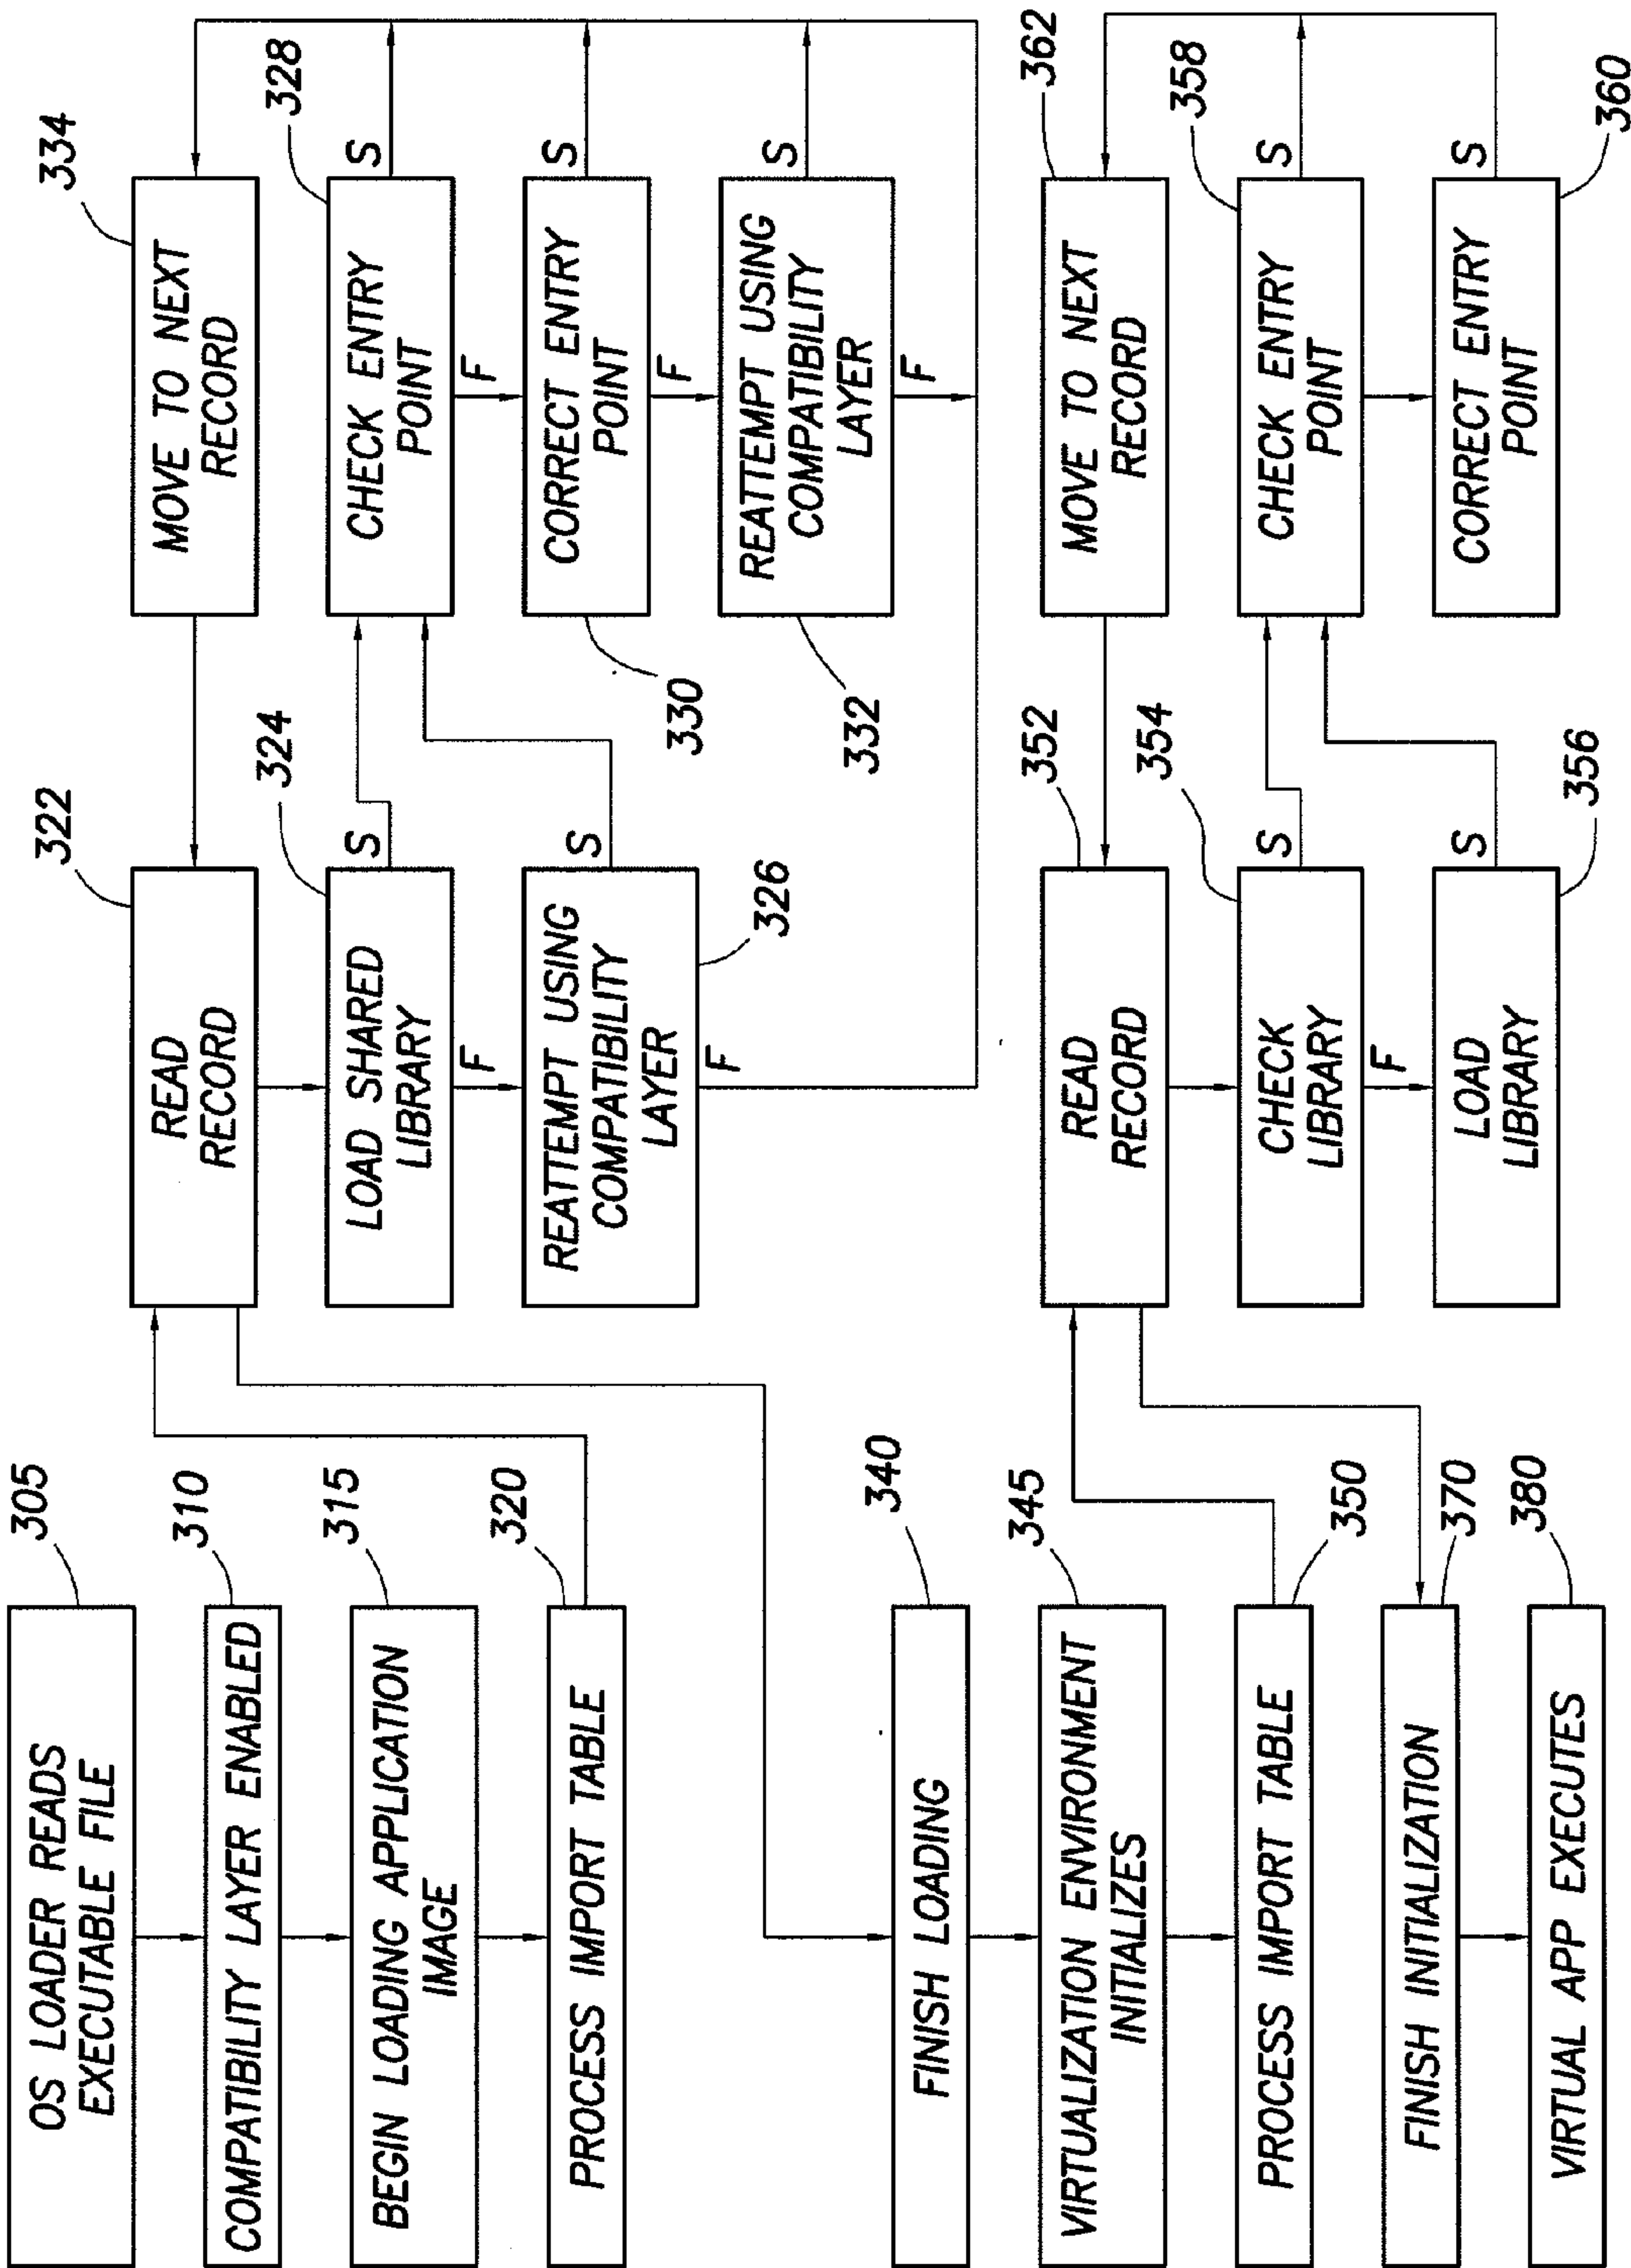 OS LOADER READS
EXECUTABLE FILE
305
COMPATIBILITY LAYER ENABLED
310
BEGIN LOADING APPLICATION
IMAGE
315
PROCESS IMPORT TABLE
320
READ
RECORD
322
LOAD SHARED
LIBRARY
324
S
F
REATTEMPT USING
COMPATIBILITY
LAYER
326
S
F
MOVE TO NEXT
RECORD
334
CHECK ENTRY
POINT
328
S
F
CORRECT ENTRY
POINT
330
S
F
REATTEMPT USING
COMPATIBILITY
LAYER
332
S
F
FINISH LOADING
340
VIRTUALIZATION ENVIRONMENT
INITIALIZES
345
PROCESS IMPORT TABLE
350
FINISH INITIALIZATION
370
VIRTUAL APP EXECUTES
380
READ
RECORD
352
CHECK
LIBRARY
354
S
F
LOAD
LIBRARY
356
S
MOVE TO NEXT
RECORD
362
CHECK ENTRY
POINT
358
S
CORRECT ENTRY
POINT
360
S